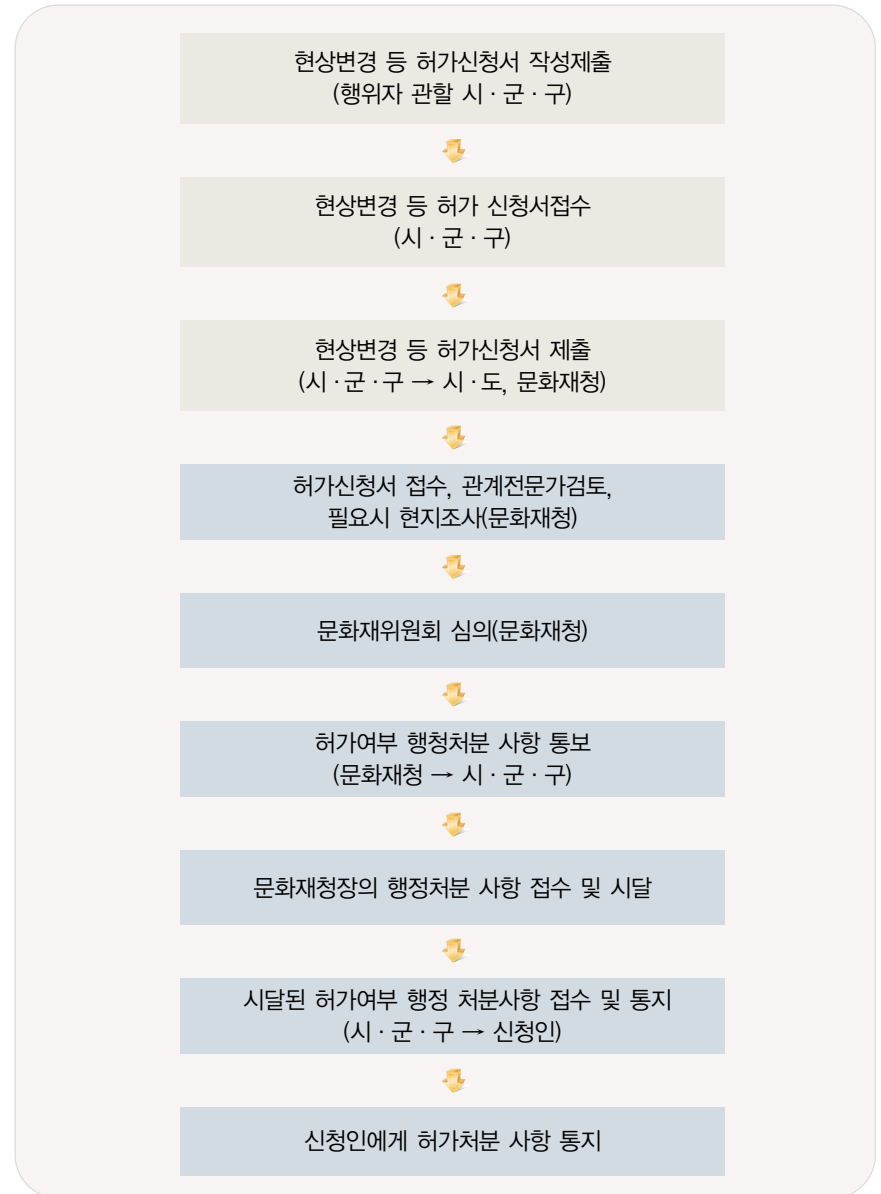 현상변경 등 허가신청서 작성제출
(행위자 관할 시·군·구)
현상변경 등 허가 신청서접수
(시·군·구)
현상변경 등 허가신청서 제출
(시·군·구 → 시·도, 문화재청)
허가신청서 접수, 관계전문가검토,
필요시 현지조사(문화재청)
문화재위원회 심의(문화재청)
허가여부 행청처분 사항 통보
(문화재청 → 시·군·구)
문화재청장의 행정처분 사항 접수 및 시달
시달된 허가여부 행정 처분사항 접수 및 통지
(시·군·구 → 신청인)
신청인에게 허가처분 사항 통지